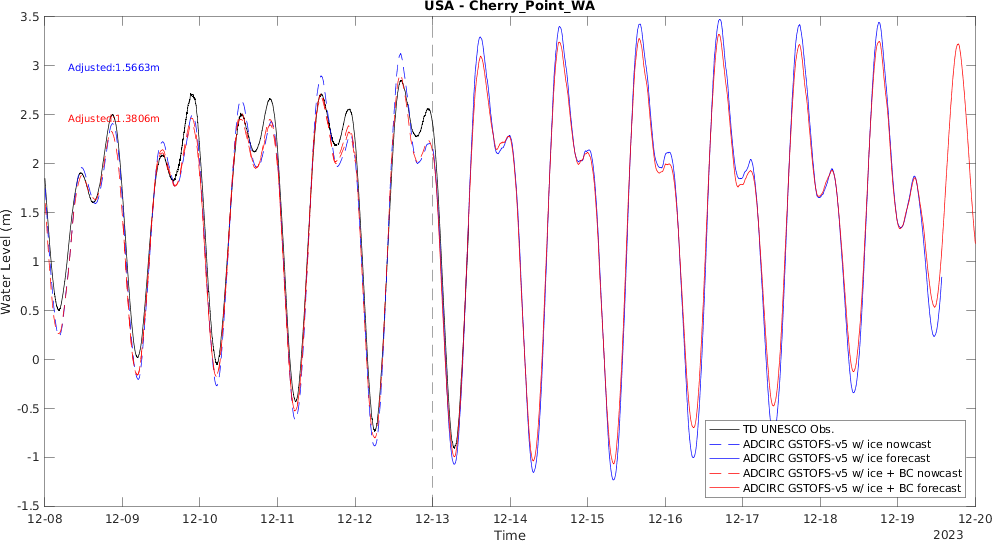 USA - Cherry_Point_WA
3.5
3
2.5
2
1.5
1
0.5
0
-0.5
-1
-1.5
Water Level (m)
Adjusted:1.5663m
Adjusted:1.3806m
TD UNESCO Obs.
ADCIRC GSTOFS-v5 w/ ice nowcast
ADCIRC GSTOFS-v5 w/ ice forecast
ADCIRC GSTOFS-v5 w/ ice + BC nowcast
ADCIRC GSTOFS-v5 w/ ice + BC forecast
12-08 12-09 12-10 12-11 12-12 12-13 12-14 12-15 12-16 12-17 12-18 12-19 12-20
Time
2023